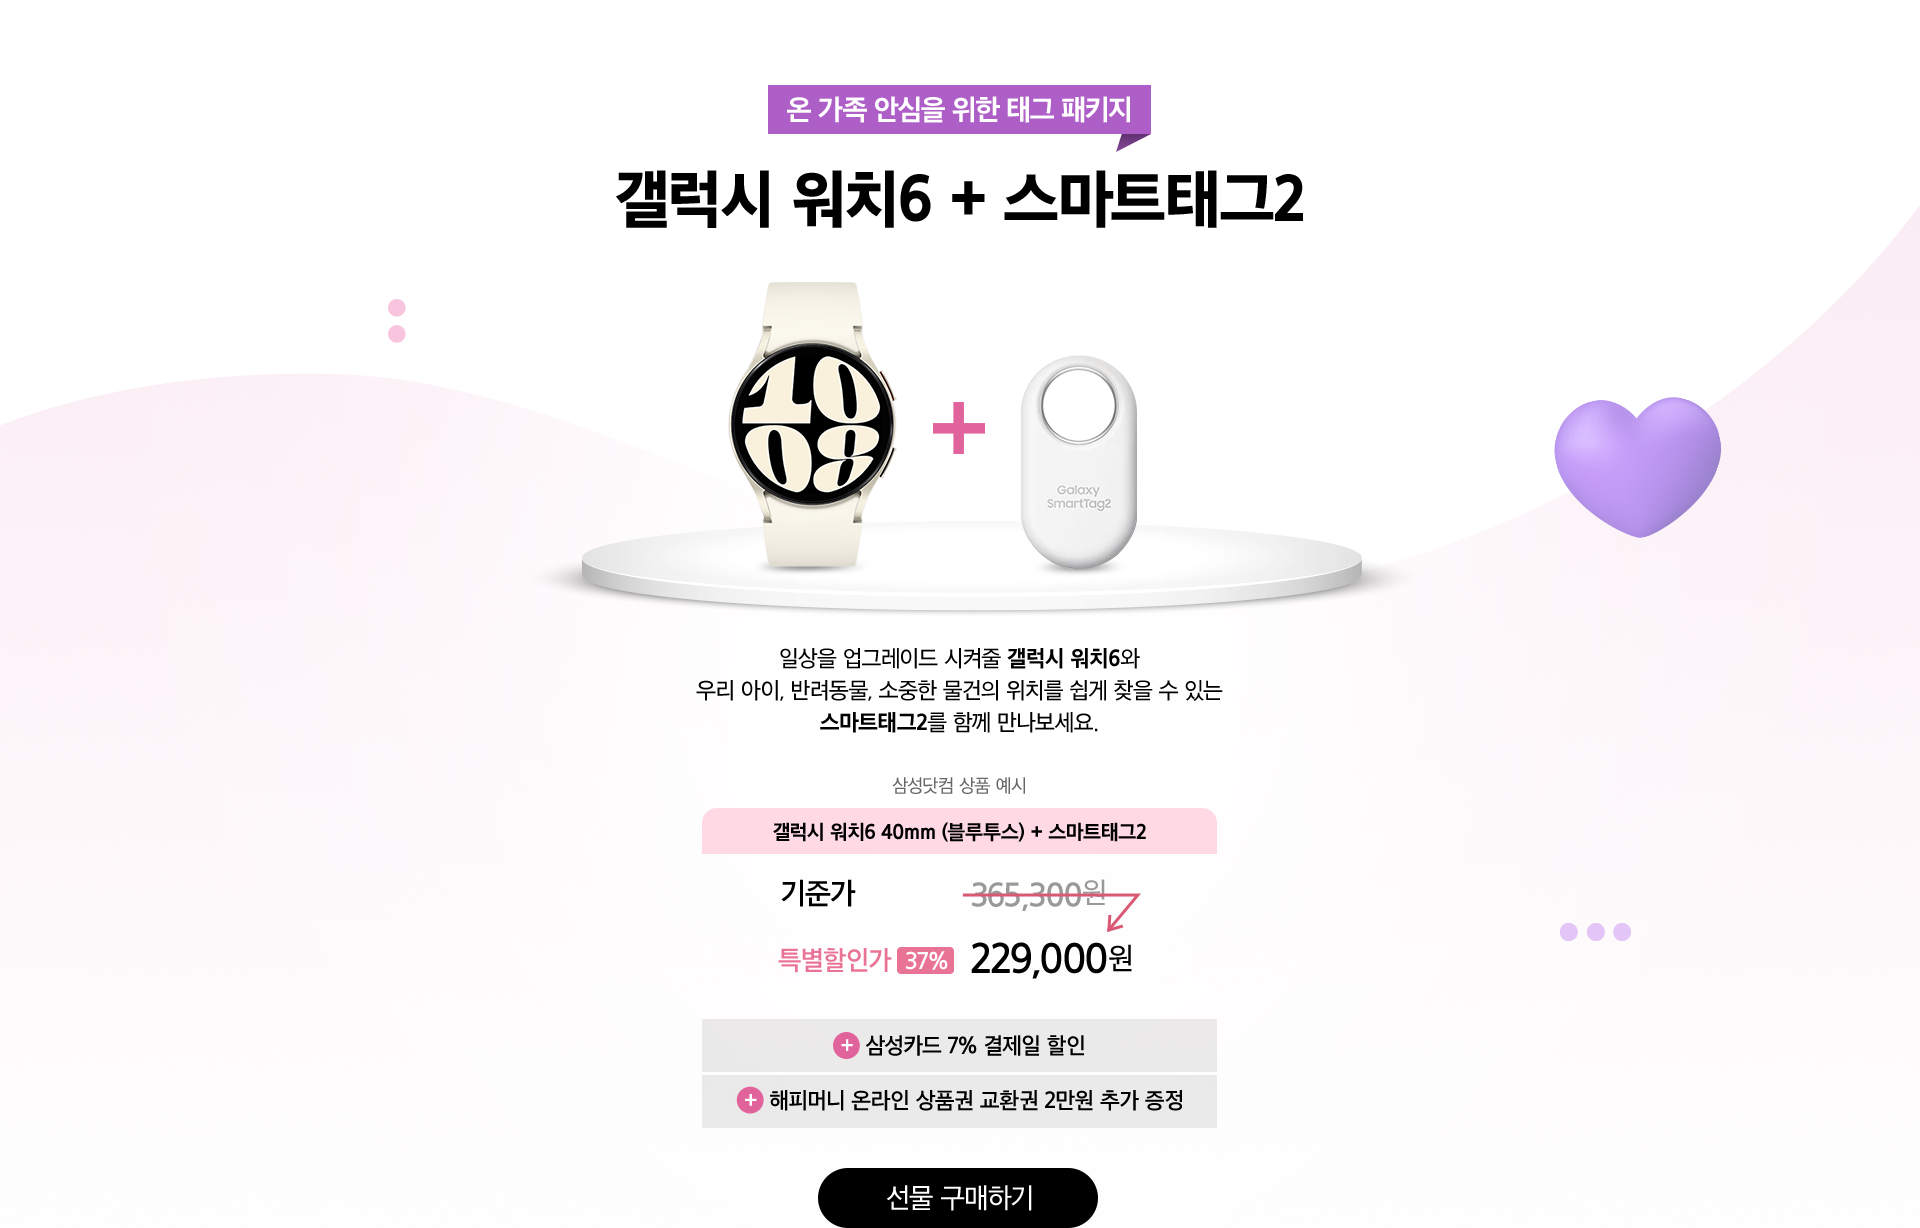 온 가족 안심을 위한 태그 패키지
갤럭시 워치6 + 스마트태그2
10
08
+
Galaxy
SmartTag2
일상을 업그레이드 시켜줄 갤럭시 워치6와
우리 아이, 반려동물, 소중한 물건의 위치를 쉽게 찾을 수 있는
스마트태그2를 함께 만나보세요.
삼성닷컴 상품 예시
갤럭시 워치6 40mm (블루투스) + 스마트태그2
기준가 365,300원
특별할인가 37% 229,000원
+ 삼성카드 7% 결제일 할인
+ 해피머니 온라인 상품권 교환권 2만원 추가 증정
선물 구매하기